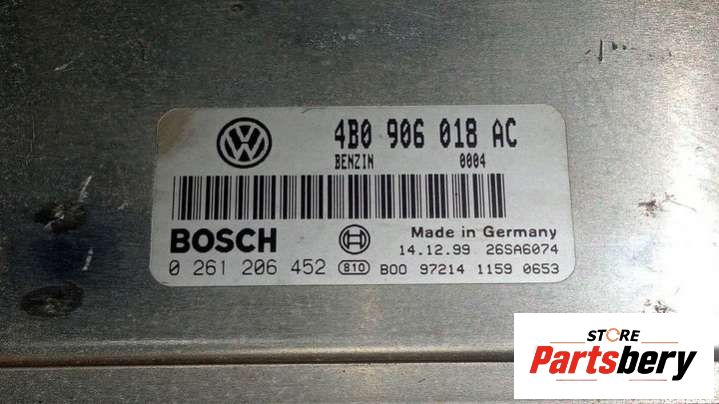 VW
4B0 906 018 AC
BENZIN 0004
BOSCH
Made in Germany
14.12.99 26SA6074
0 261 206 452 810 B00 97214 1159 0653
STORE
Partsbery